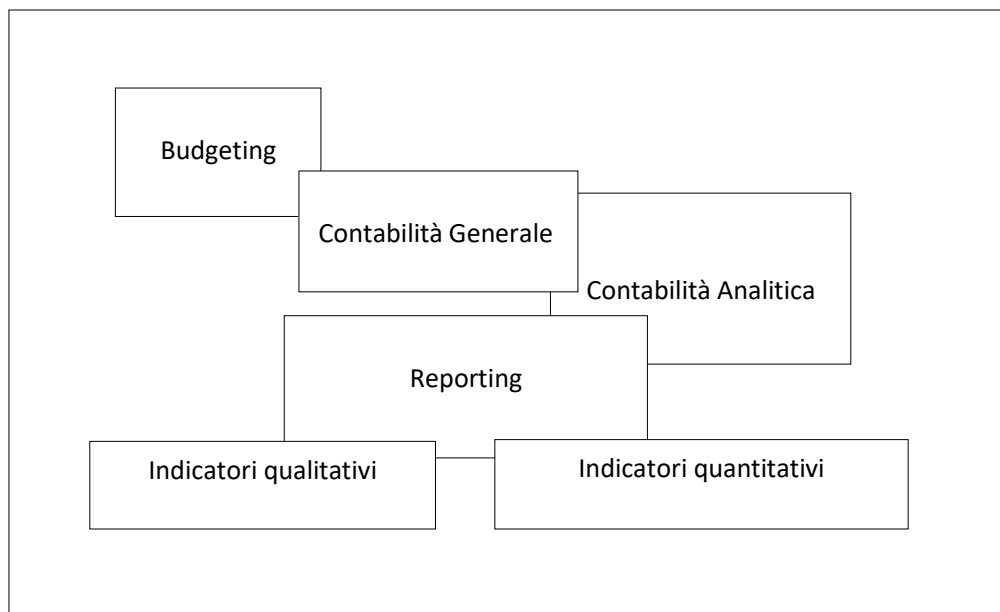 Budgeting
Contabilità Generale
Contabilità Analitica
Reporting
Indicatori qualitativi
Indicatori quantitativi